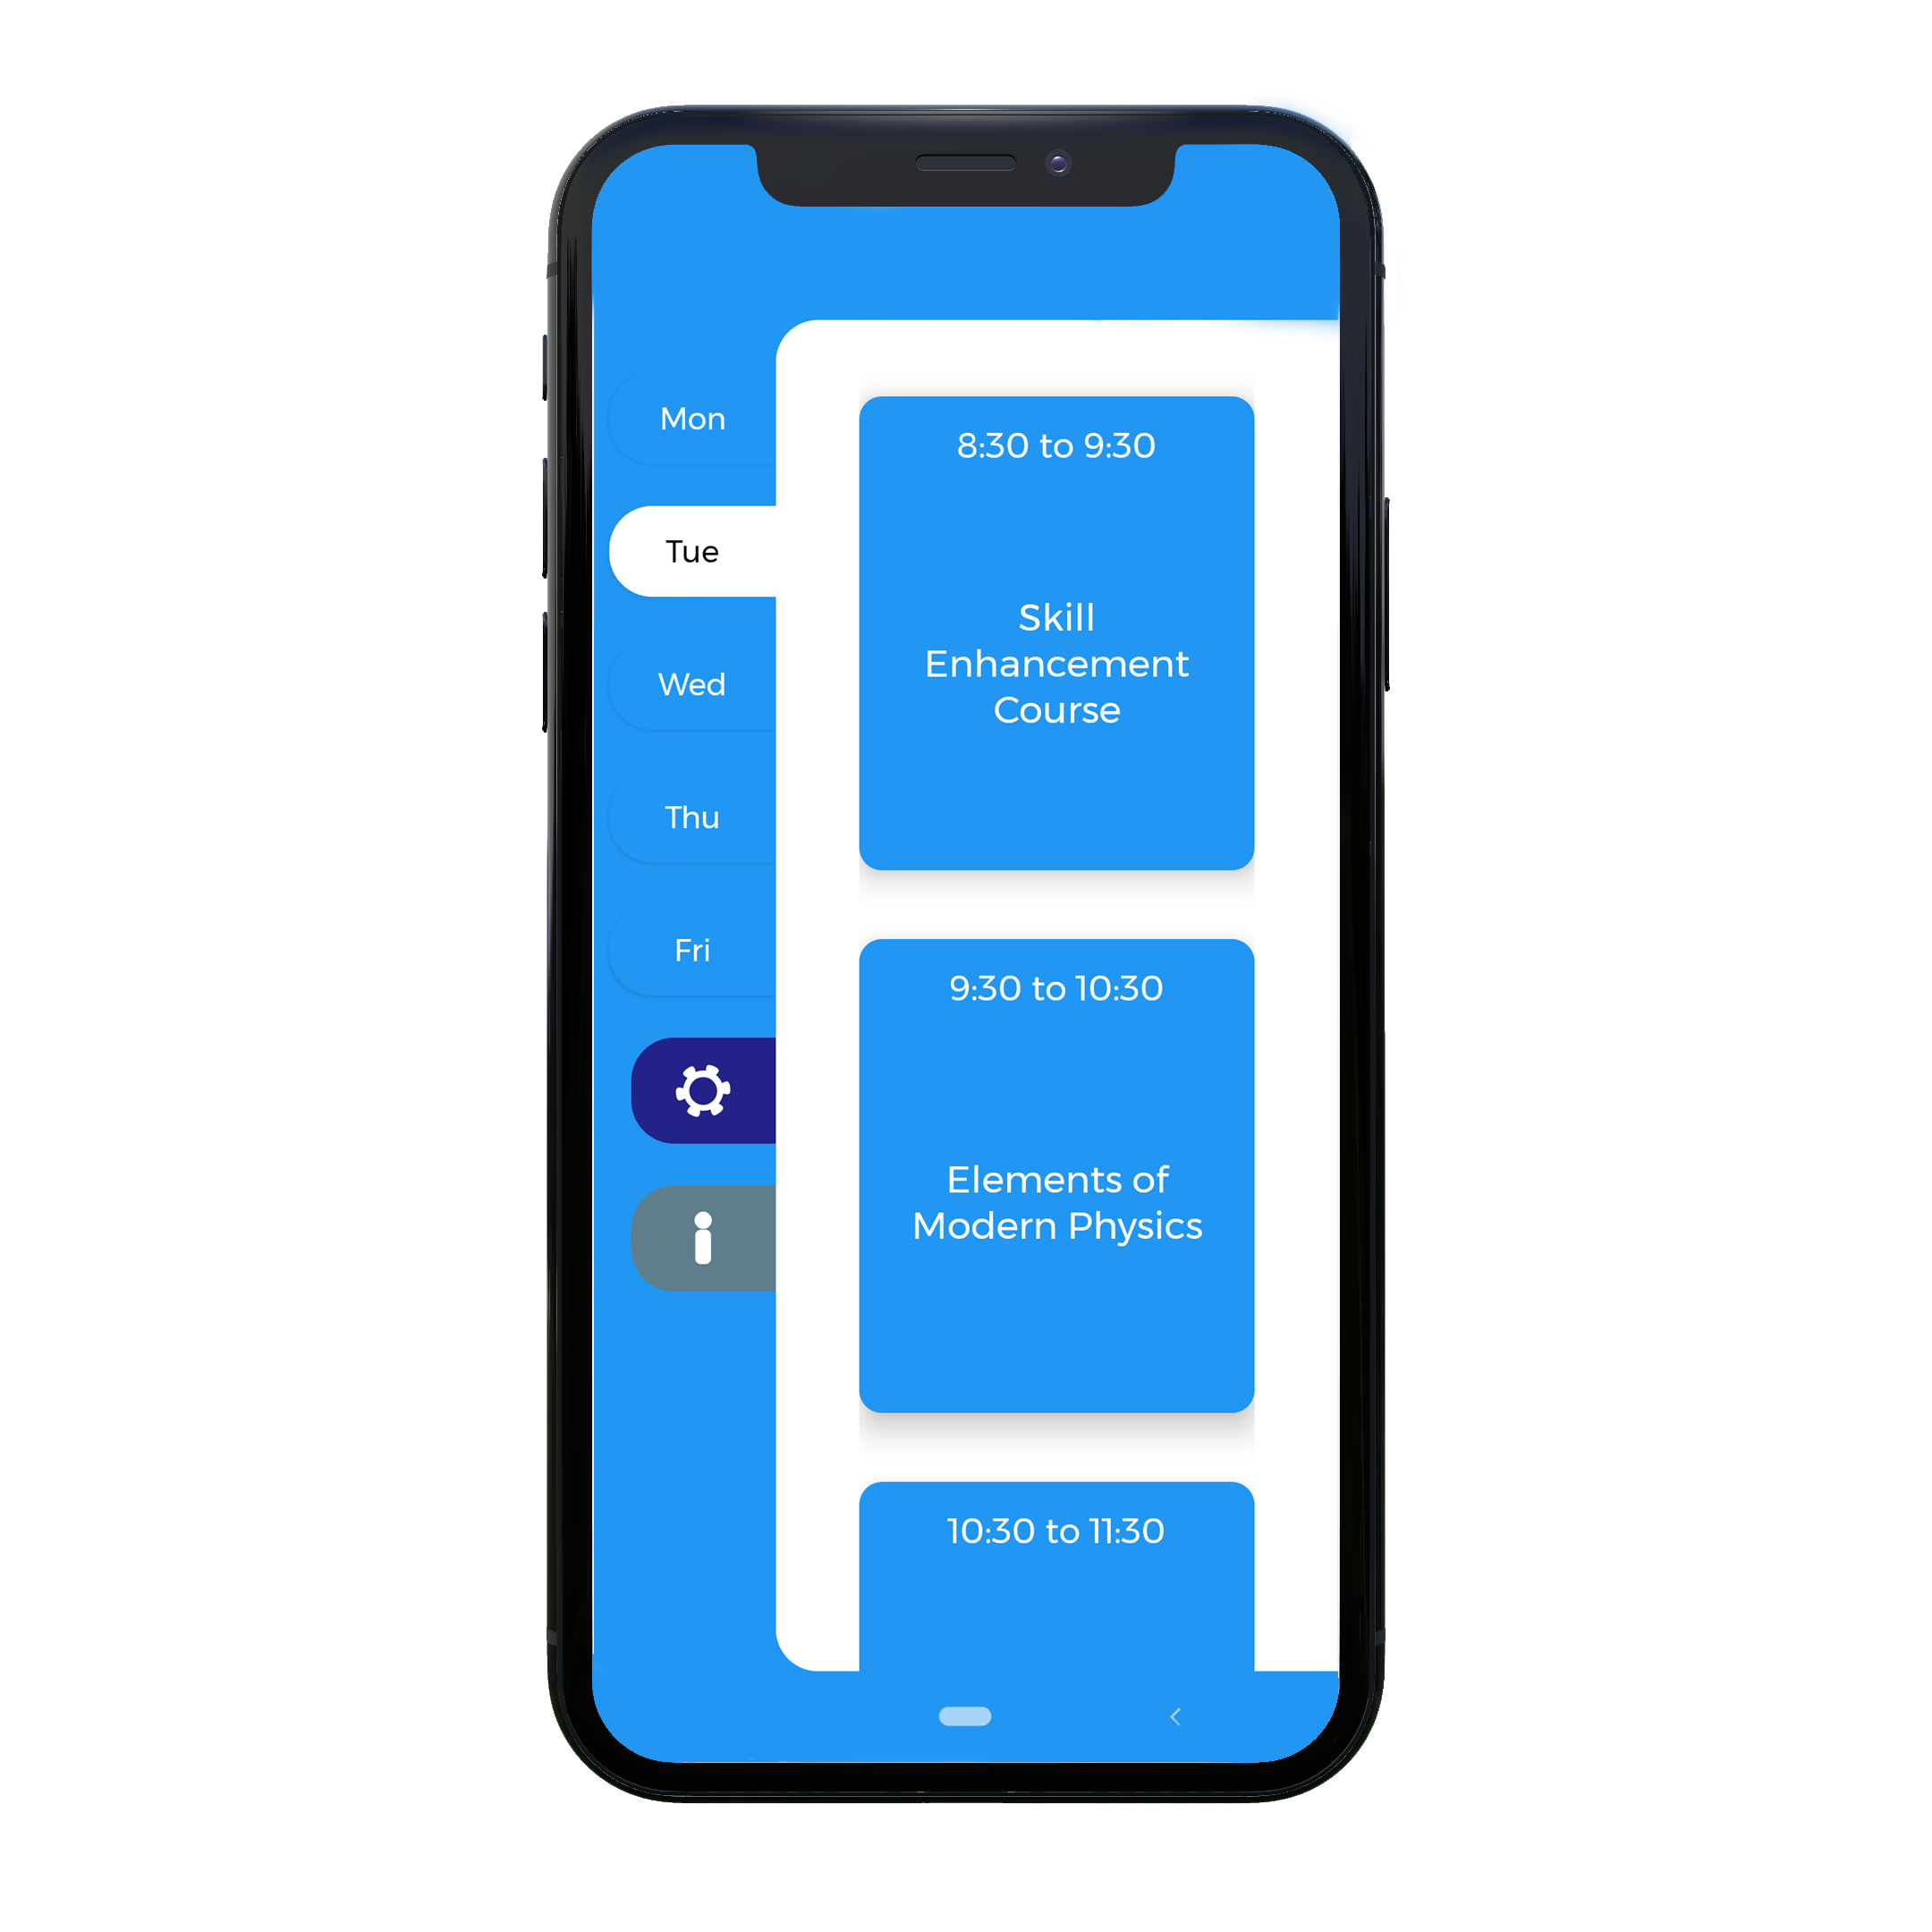 Mon
Tue
Wed
Thu
Fri
8:30 to 9:30
Skill
Enhancement
Course
9:30 to 10:30
Elements of
Modern Physics
10:30 to 11:30